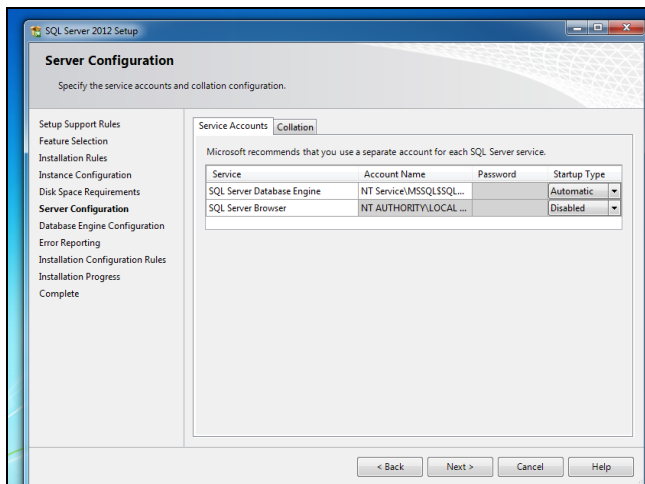 SQL Server 2012 Setup
Server Configuration
Specify the service accounts and collation configuration.
Setup Support Rules
Feature Selection
Installation Rules
Instance Configuration
Disk Space Requirements
Server Configuration
Database Engine Configuration
Error Reporting
Installation Configuration Rules
Installation Progress
Complete
Service Accounts Collation
Microsoft recommends that you use a separate account for each SQL Server service.
Service Account Name Password Startup Type
SQL Server Database Engine NT Service\MSSQL$SQL... Automatic
SQL Server Browser NT AUTHORITY\LOCAL ... Disabled
< Back Next > Cancel Help